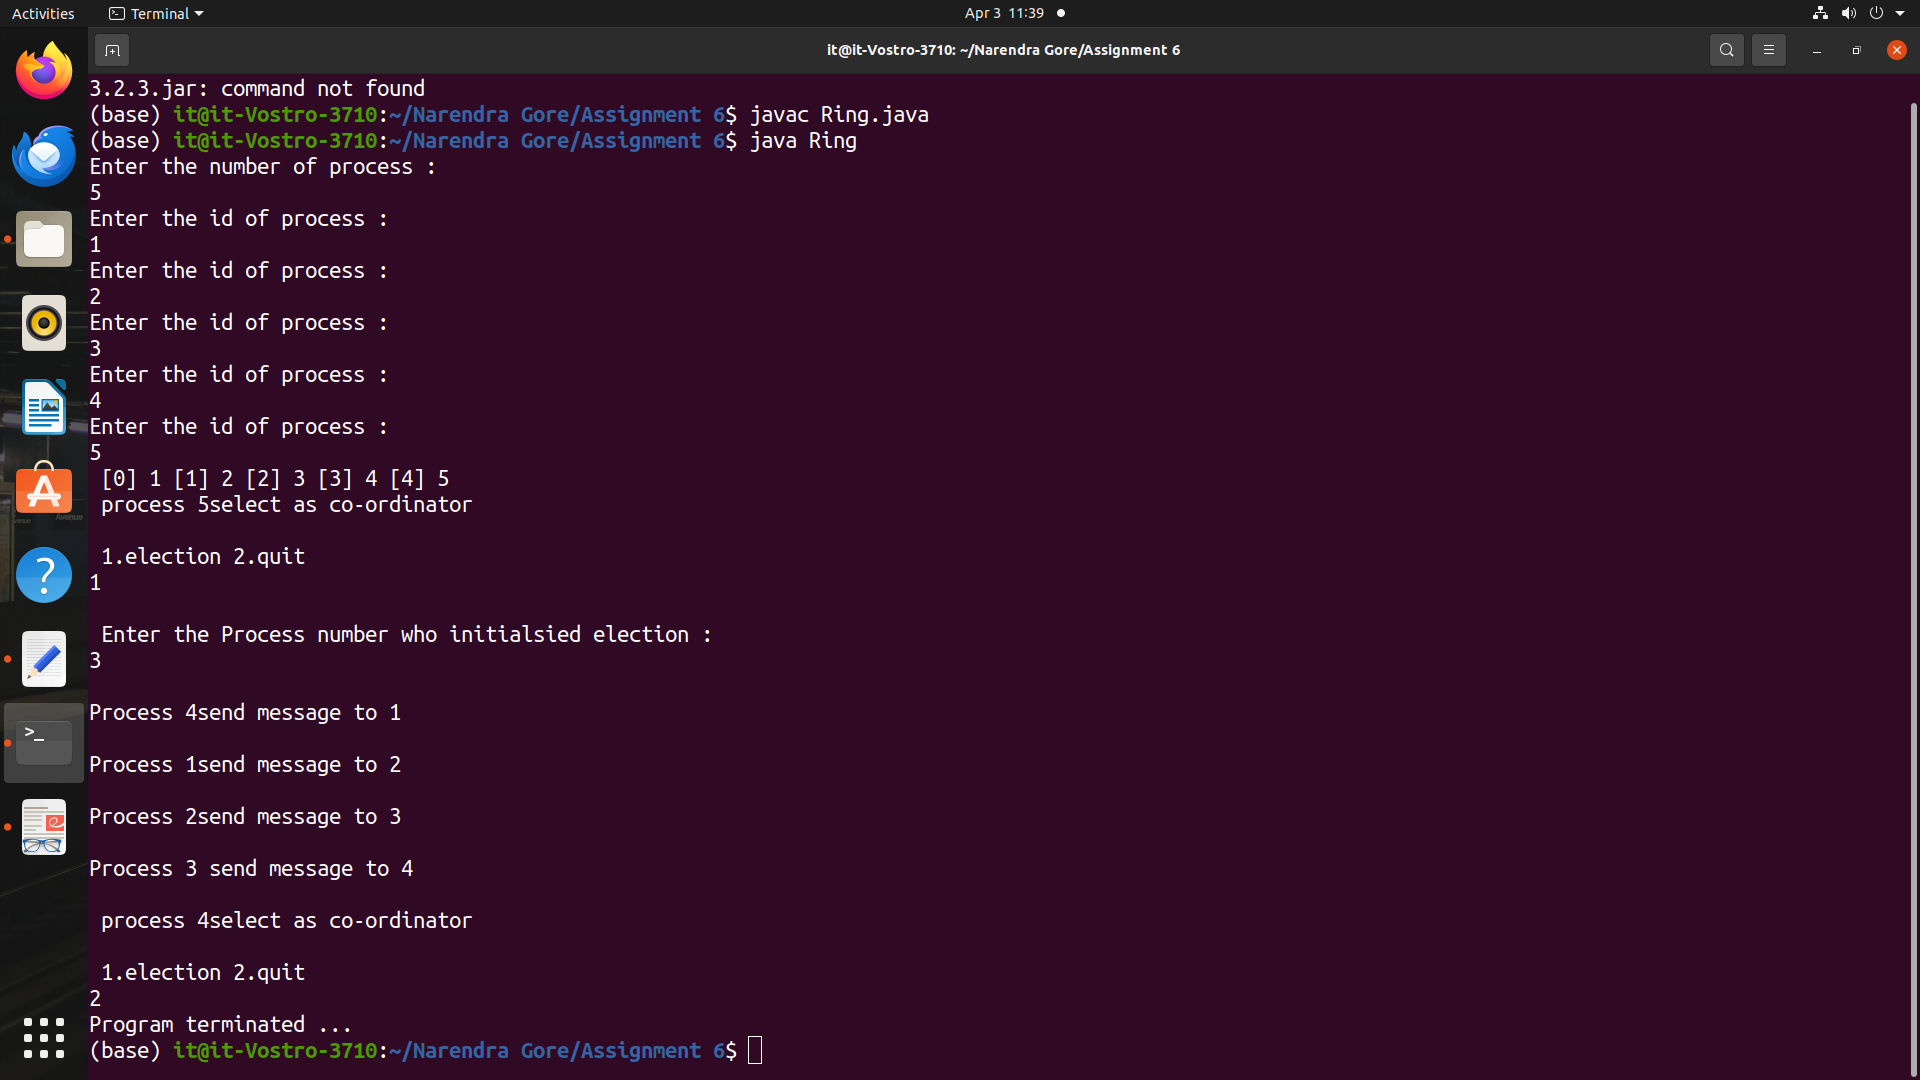 Activities
Terminal
Apr 3 11:39
it@it-Vostro-3710: ~/Narendra Gore/Assignment 6
3.2.3.jar: command not found
(base) it@it-Vostro-3710:~/Narendra Gore/Assignment 6$ javac Ring.java
(base) it@it-Vostro-3710:~/Narendra Gore/Assignment 6$ java Ring
Enter the number of process :
5
Enter the id of process :
1
Enter the id of process :
2
Enter the id of process :
3
Enter the id of process :
4
Enter the id of process :
5
 [0] 1 [1] 2 [2] 3 [3] 4 [4] 5
 process 5select as co-ordinator
 1.election 2.quit
1
 Enter the Process number who initialsied election :
3
Process 4send message to 1
Process 1send message to 2
Process 2send message to 3
Process 3 send message to 4
 process 4select as co-ordinator
 1.election 2.quit
2
Program terminated ...
(base) it@it-Vostro-3710:~/Narendra Gore/Assignment 6$